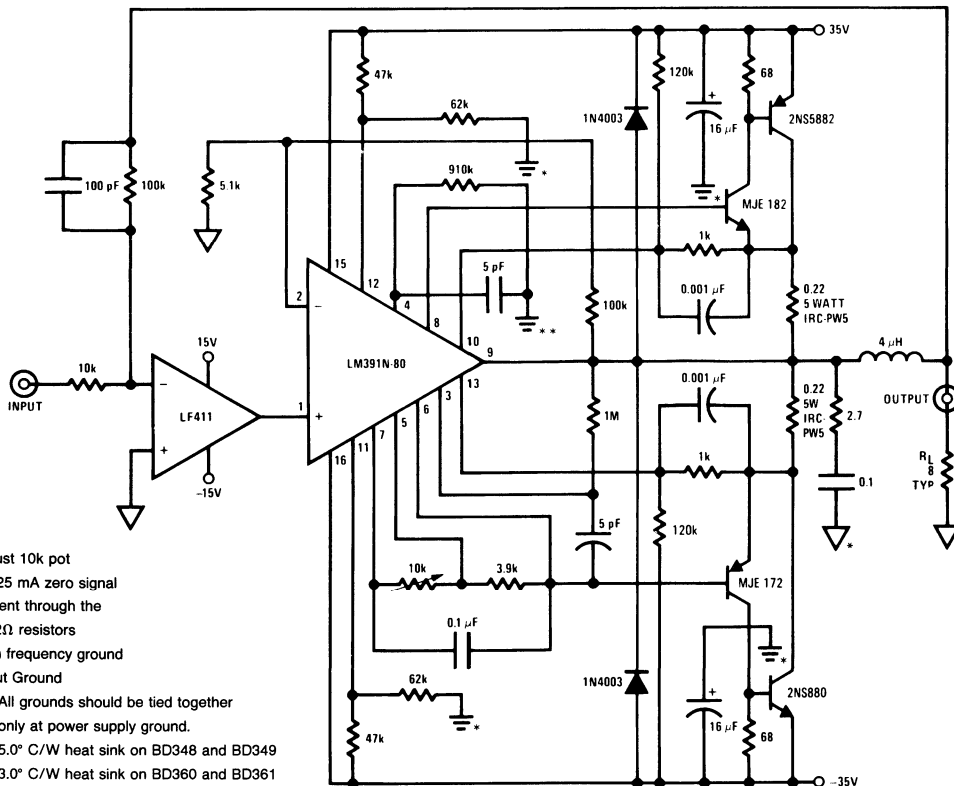 35V
47k
120k
68
62k
+
1N4003
16 μF
2NS5882
*
100 pF
100k
5.1k
910k
MJE 182
15
12
1k
5 pF
2
−
4
8
0.001 μF
0.22
5 WATT
IRC-PW5
100k
**
10
LM391N-80
9
4 μH
15V
13
10k
−
3
0.001 μF
0.22
5W
IRC-
PW5
OUTPUT
INPUT
LF411
1
+
6
1M
2.7
5
7
1k
RL
8
TYP
+
11
16
−15V
0.1
120k
5 pF
*
ust 10k pot
10k
3.9k
MJE 172
25 mA zero signal
ent through the
2Ω resistors
0.1 μF
frequency ground
*
ut Ground
62k
1N4003
+
2NS880
All grounds should be tied together
*
16 μF
only at power supply ground.
68
5.0° C/W heat sink on BD348 and BD349
47k
3.0° C/W heat sink on BD360 and BD361
−35V